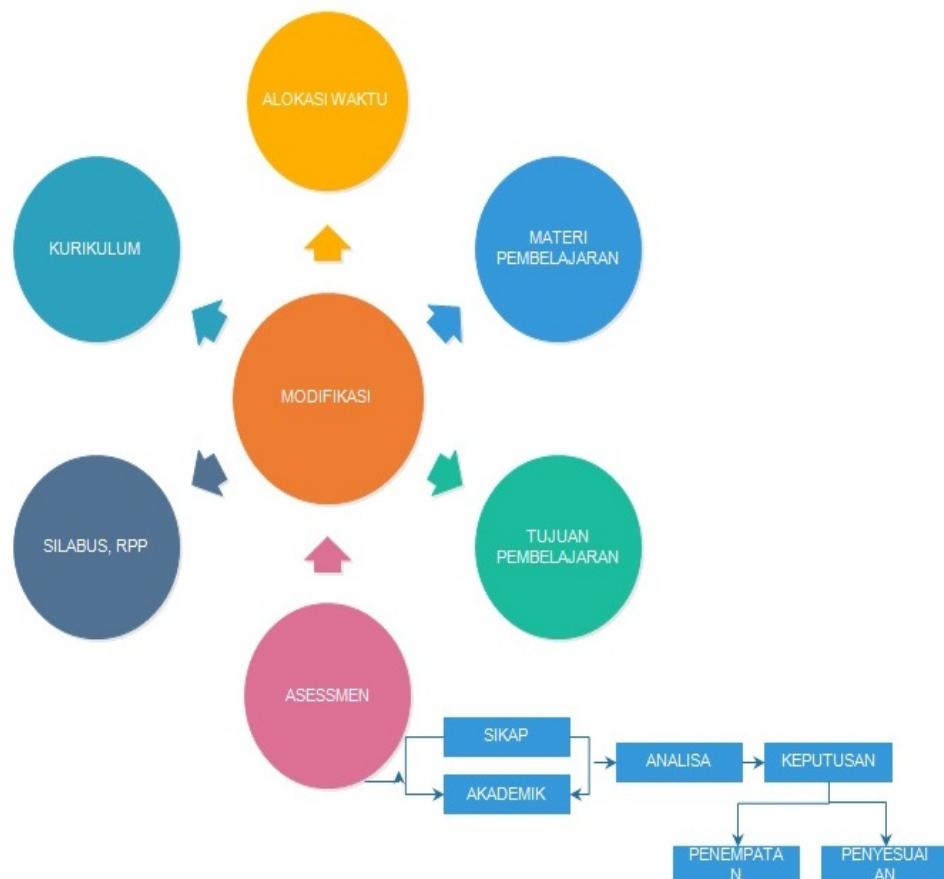 ALOKASI WAKTU
KURIKULUM
MATERI
PEMBELAJARAN
MODIFIKASI
SILABUS, RPP
TUJUAN
PEMBELAJARAN
ASESSMEN
SIKAP
AKADEMIK
ANALISA
KEPUTUSAN
PENEMPATA
N
PENYESUAI
AN